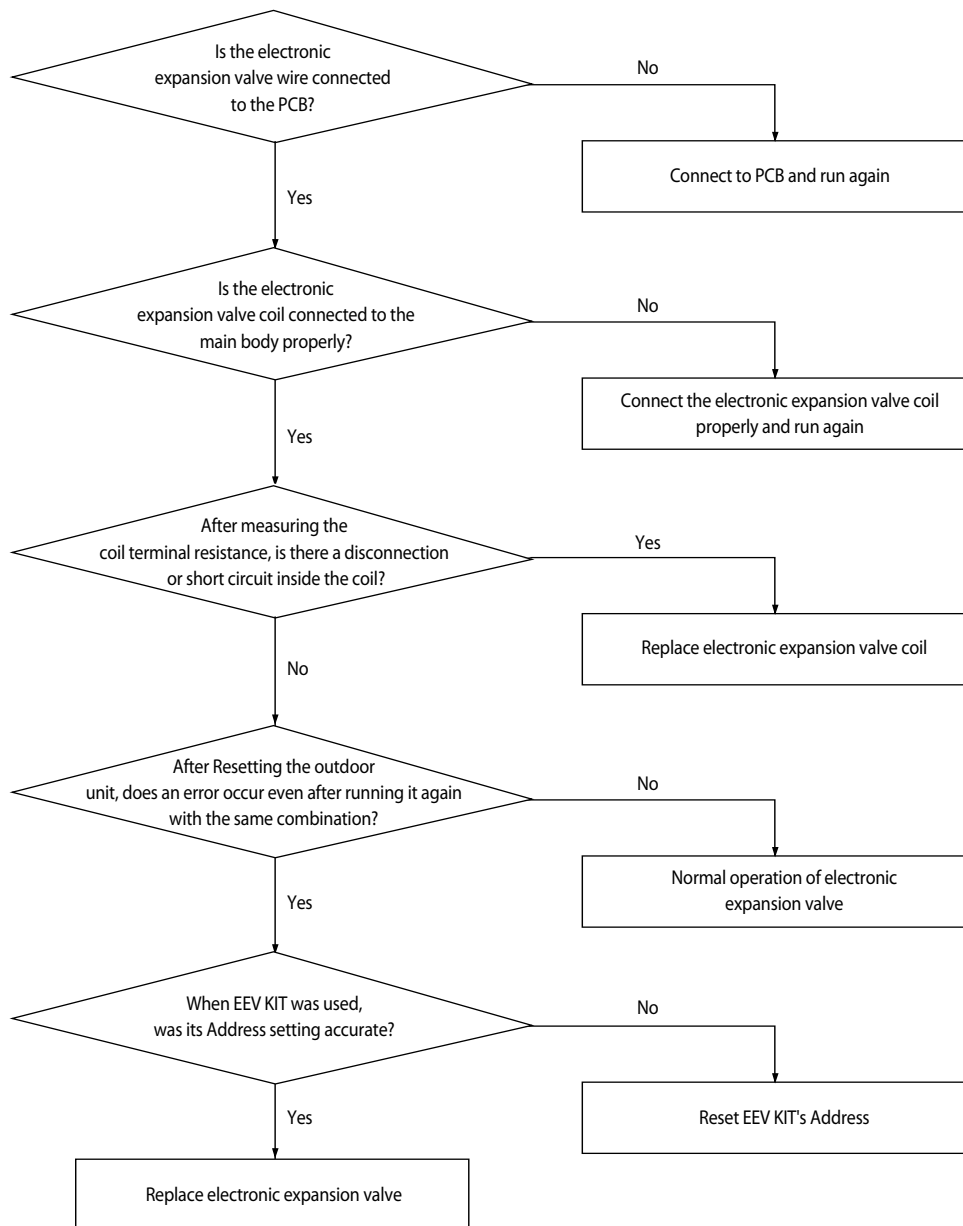 Is the electronic
expansion valve wire connected
to the PCB?
No
Connect to PCB and run again
Yes
Is the electronic
expansion valve coil connected to the
main body properly?
No
Connect the electronic expansion valve coil
properly and run again
Yes
After measuring the
coil terminal resistance, is there a disconnection
or short circuit inside the coil?
Yes
Replace electronic expansion valve coil
No
After Resetting the outdoor
unit, does an error occur even after running it again
with the same combination?
No
Normal operation of electronic
expansion valve
Yes
When EEV KIT was used,
was its Address setting accurate?
No
Reset EEV KIT's Address
Yes
Replace electronic expansion valve